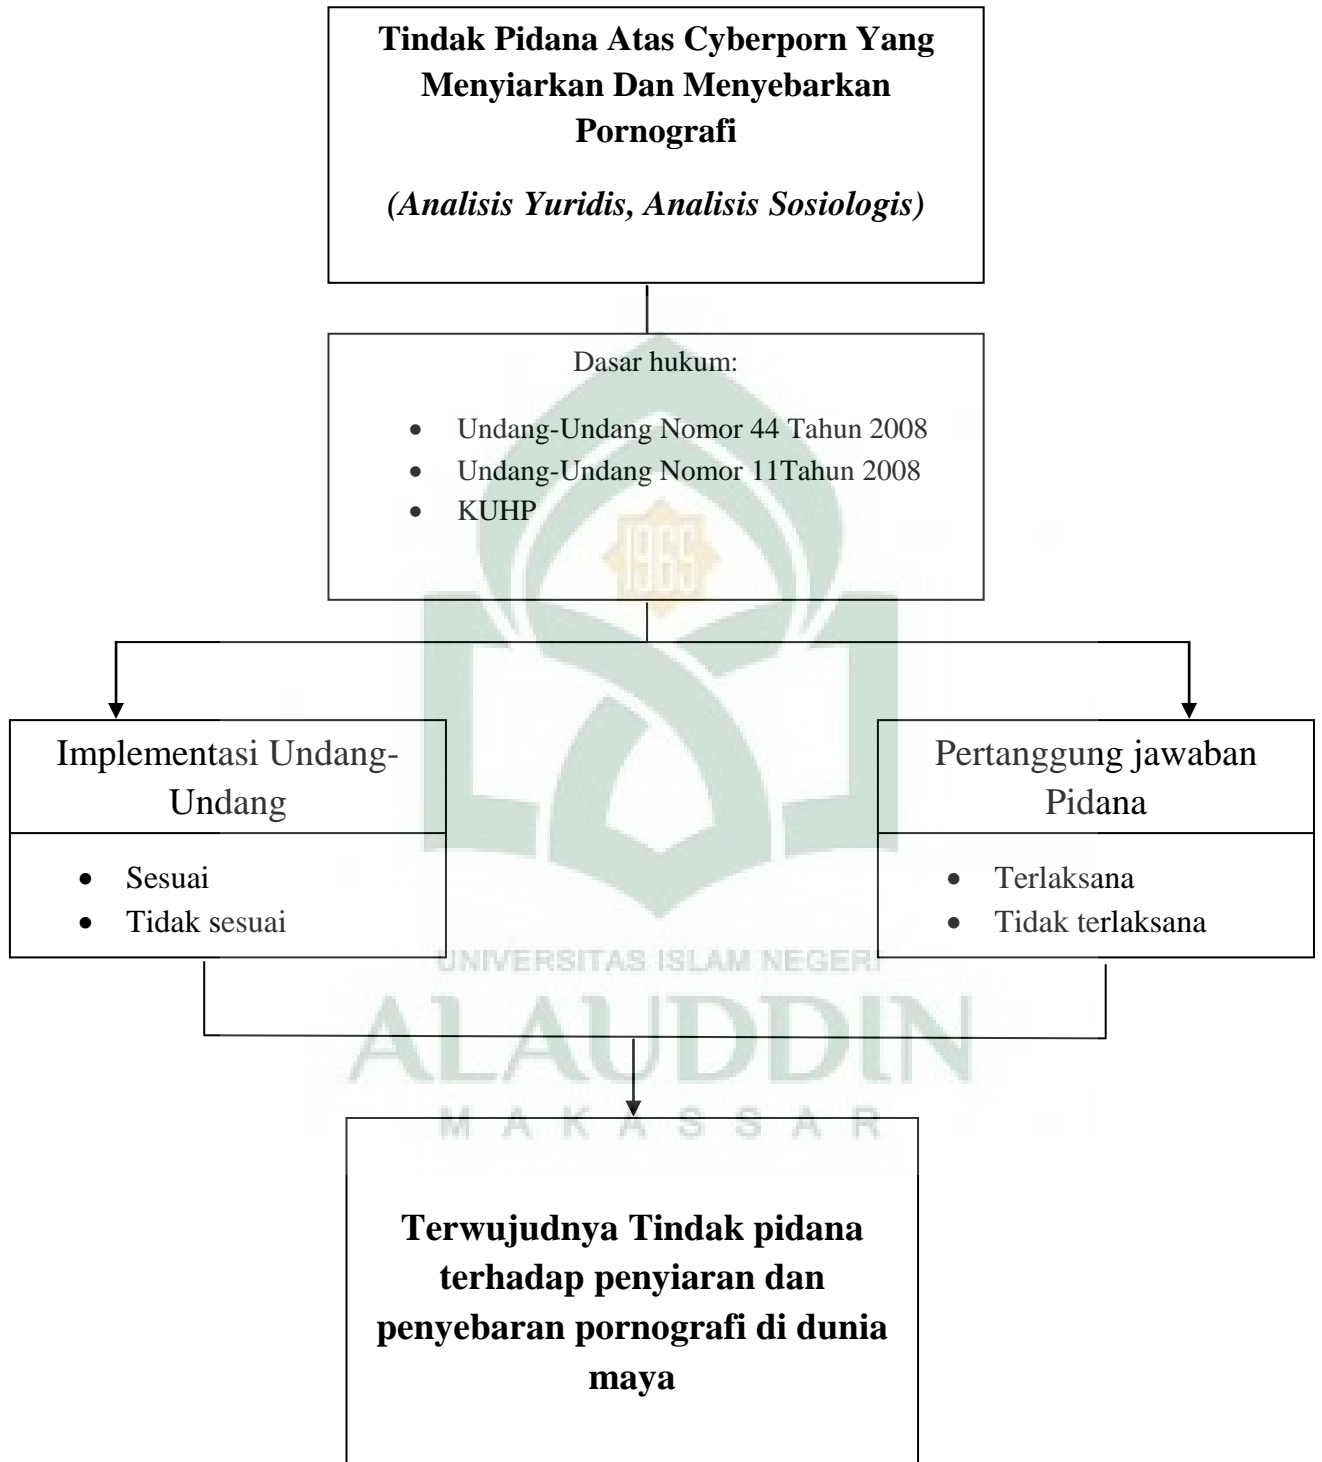 Tindak Pidana Atas Cyberporn Yang
Menyiarkan Dan Menyebarkan
Pornografi
(Analisis Yuridis, Analisis Sosiologis)
Dasar hukum:
• Undang-Undang Nomor 44 Tahun 2008
• Undang-Undang Nomor 11Tahun 2008
• KUHP
1965
Implementasi Undang-
Undang
• Sesuai
• Tidak sesuai
Pertanggung jawaban
Pidana
• Terlaksana
• Tidak terlaksana
UNIVERSITAS ISLAM NEGERI
ALAUDDIN
MAKASSAR
Terwujudnya Tindak pidana
terhadap penyiaran dan
penyebaran pornografi di dunia
maya